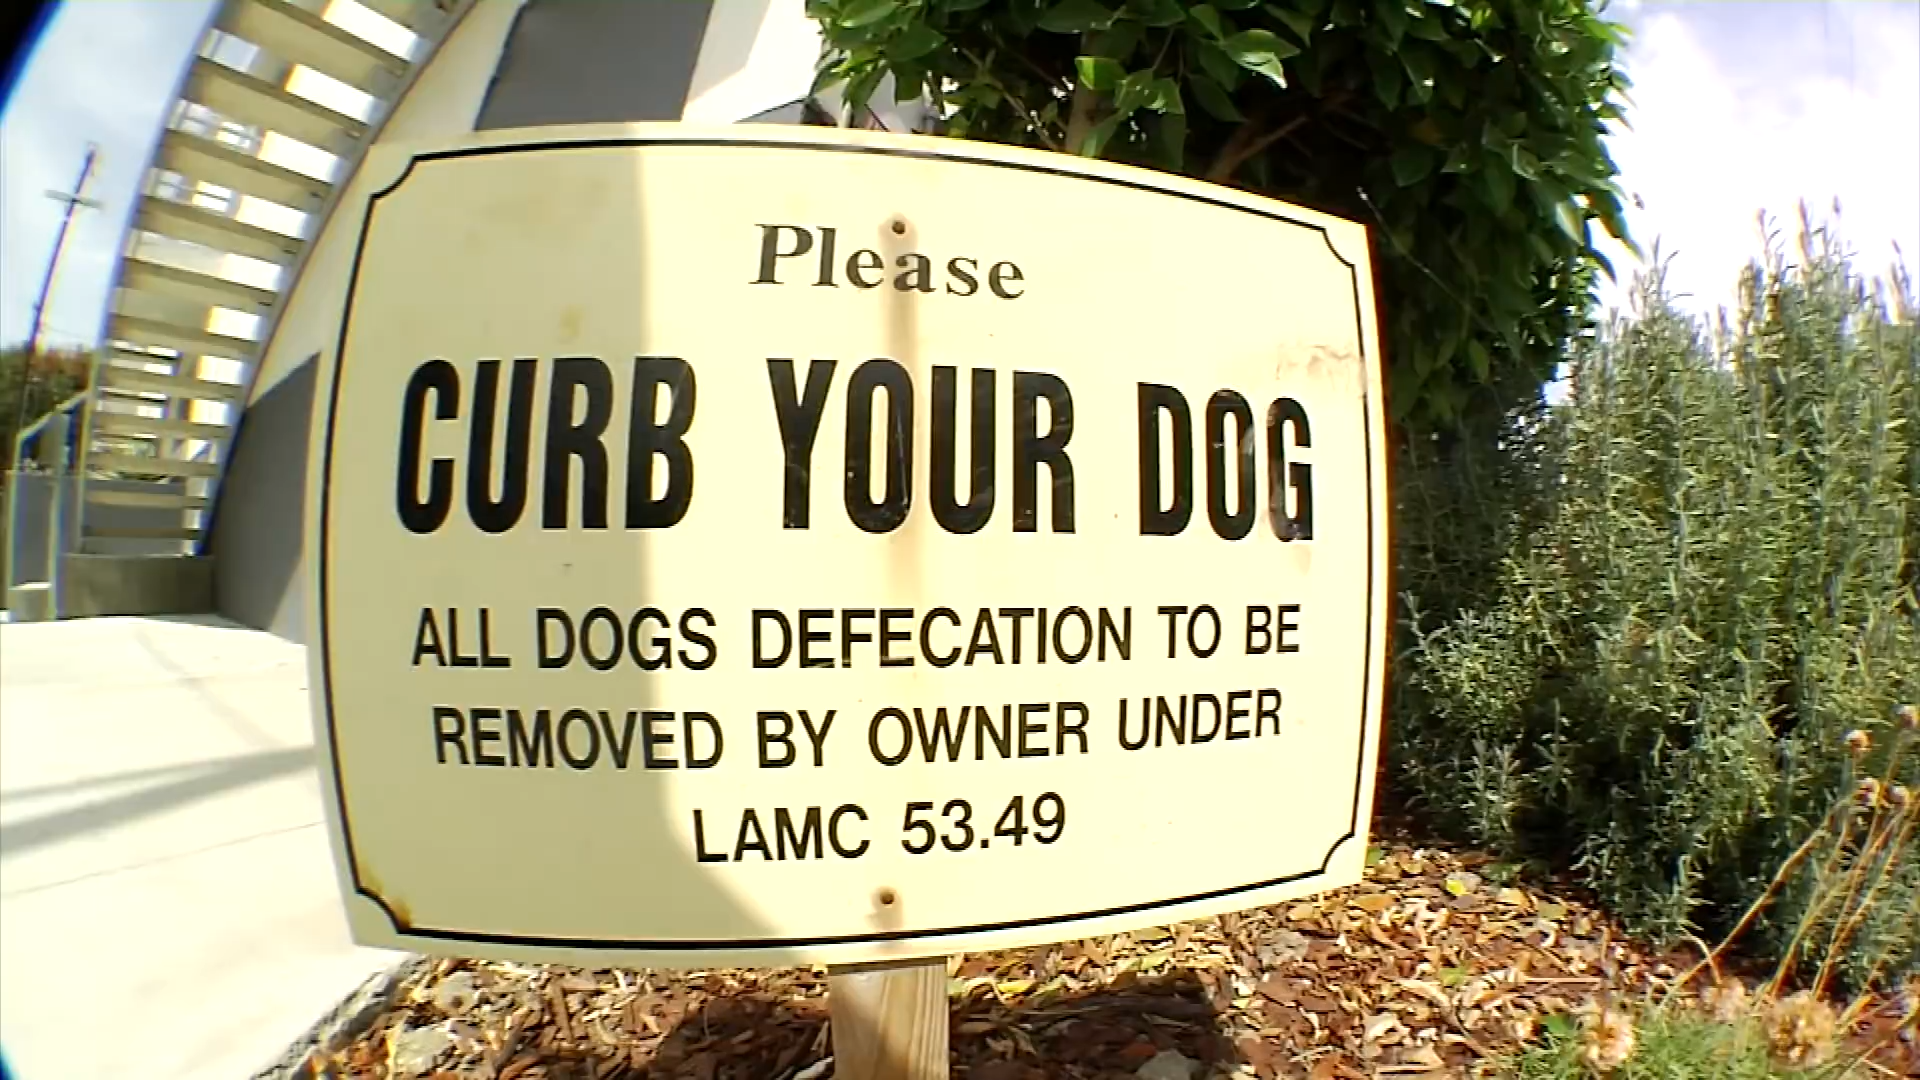 Please
CURB YOUR DOG
ALL DOGS DEFECATION TO BE
REMOVED BY OWNER UNDER
LAMC 53.49